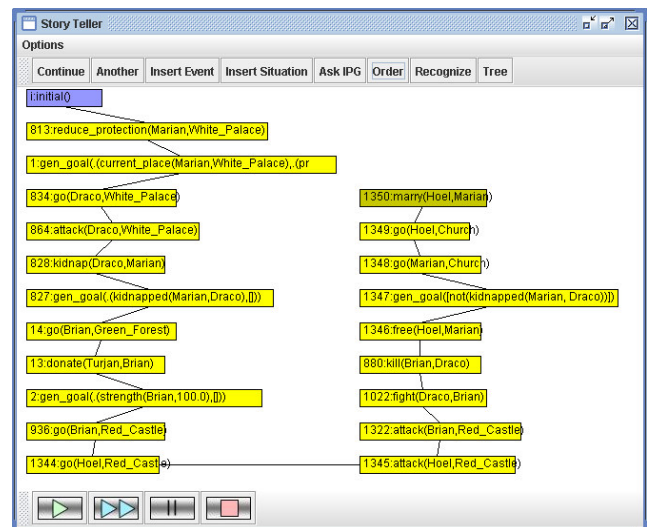 Story Teller
Options
Continue Another Insert Event Insert Situation Ask IPG Order Recognize Tree
i:initial()
813:reduce_protection(Marian,White_Palace)
1:gen_goal(.(current_place(Marian,White_Palace),.(pr
834:go(Draco,White_Palace)
864:attack(Draco,White_Palace)
828:kidnap(Draco,Marian)
827:gen_goal(.(kidnapped(Marian,Draco),[]))
14:go(Brian,Green_Forest)
13:donate(Turjan,Brian)
2:gen_goal(.(strength(Brian,100.0),[]))
936:go(Brian,Red_Castle)
1344:go(Hoel,Red_Castle)
1350:marry(Hoel,Marian)
1349:go(Hoel,Church)
1348:go(Marian,Church)
1347:gen_goal([not(kidnapped(Marian, Draco))])
1346:free(Hoel,Marian)
880:kill(Brian,Draco)
1022:fight(Draco,Brian)
1322:attack(Brian,Red_Castle)
1345:attack(Hoel,Red_Castle)